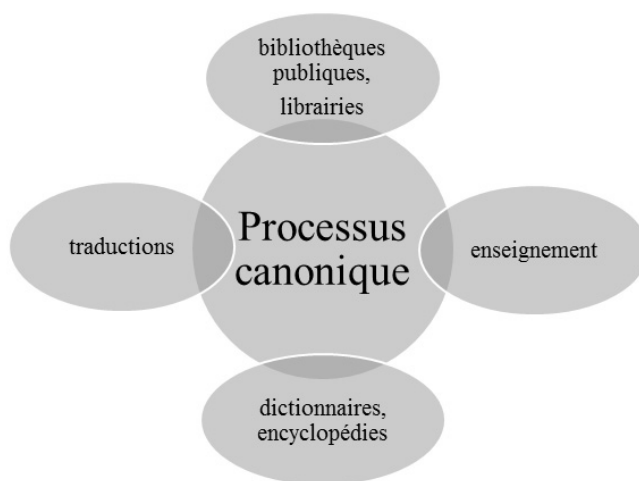 bibliothèques
publiques,
librairies
traductions
Processus
canonique
enseignement
dictionnaires,
encyclopédies